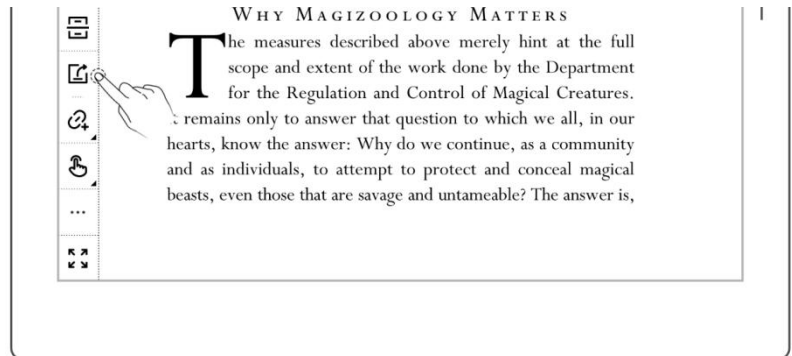 WHY MAGIZOOLOGY MATTERS
The measures described above merely hint at the full
scope and extent of the work done by the Department
for the Regulation and Control of Magical Creatures.
remains only to answer that question to which we all, in our
hearts, know the answer: Why do we continue, as a community
and as individuals, to attempt to protect and conceal magical
beasts, even those that are savage and untameable? The answer is,